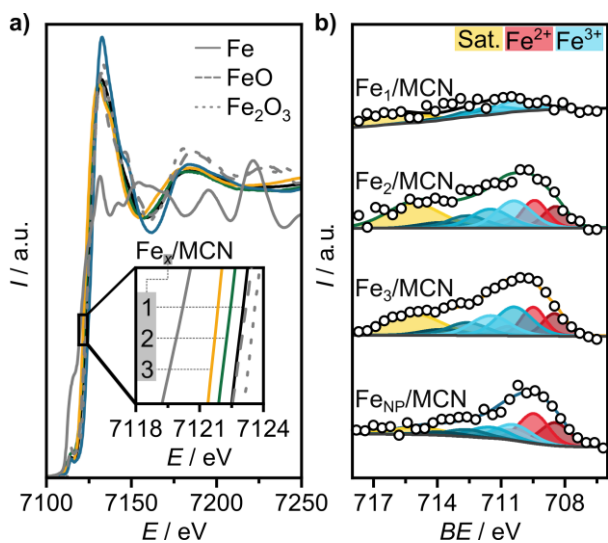 a)
Fe
FeO
Fe₂O₃
I / a.u.
Feₓ/MCN
1
2
3
7118 7121 7124
E / eV
7100 7150 7200 7250
E / eV
b)
Sat. Fe²⁺ Fe³⁺
Fe₁/MCN
Fe₂/MCN
Fe₃/MCN
Fe_NP/MCN
I / a.u.
717 714 711 708
BE / eV